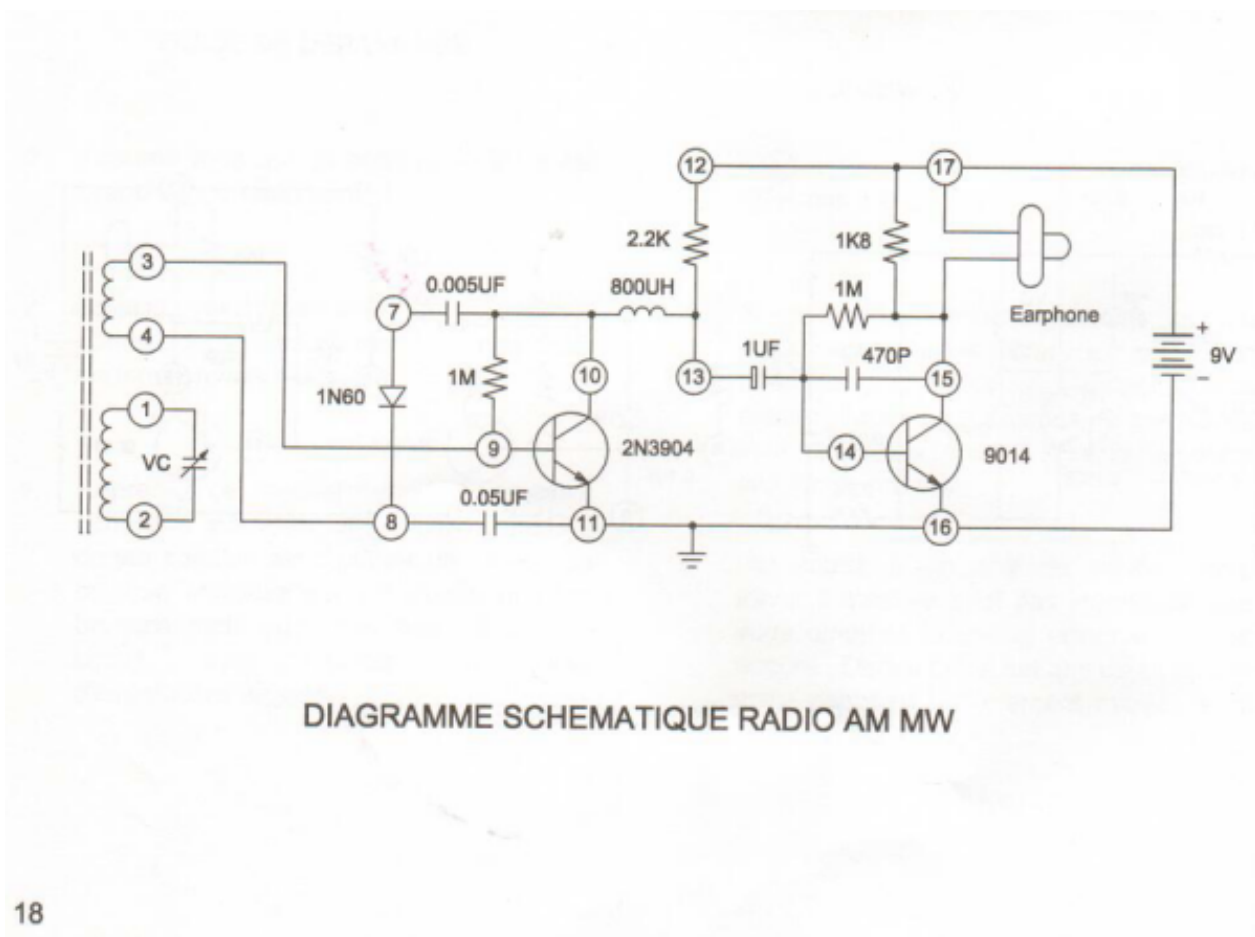 12
17
2.2K
1K8
3
0.005UF
800UH
1M
7
Earphone
4
1UF
470P
+
9V
-
1N60
1M
10
13
15
1
VC
9
2N3904
14
9014
0.05UF
2
8
11
16
DIAGRAMME SCHEMATIQUE RADIO AM MW
18